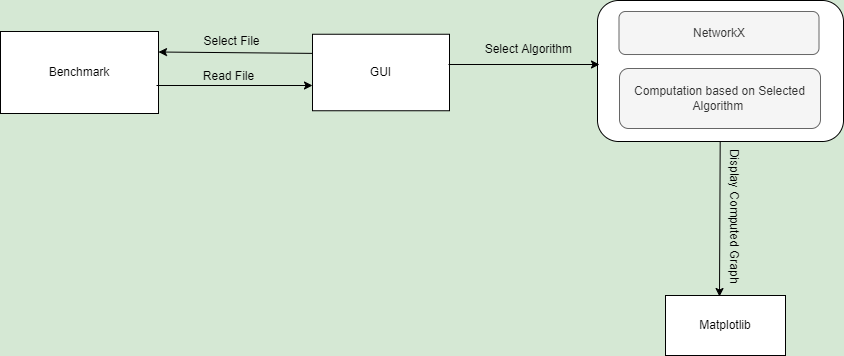 Select File
Benchmark
Read File
GUI
Select Algorithm
NetworkX
Computation based on Selected
Algorithm
Display Computed Graph
Matplotlib